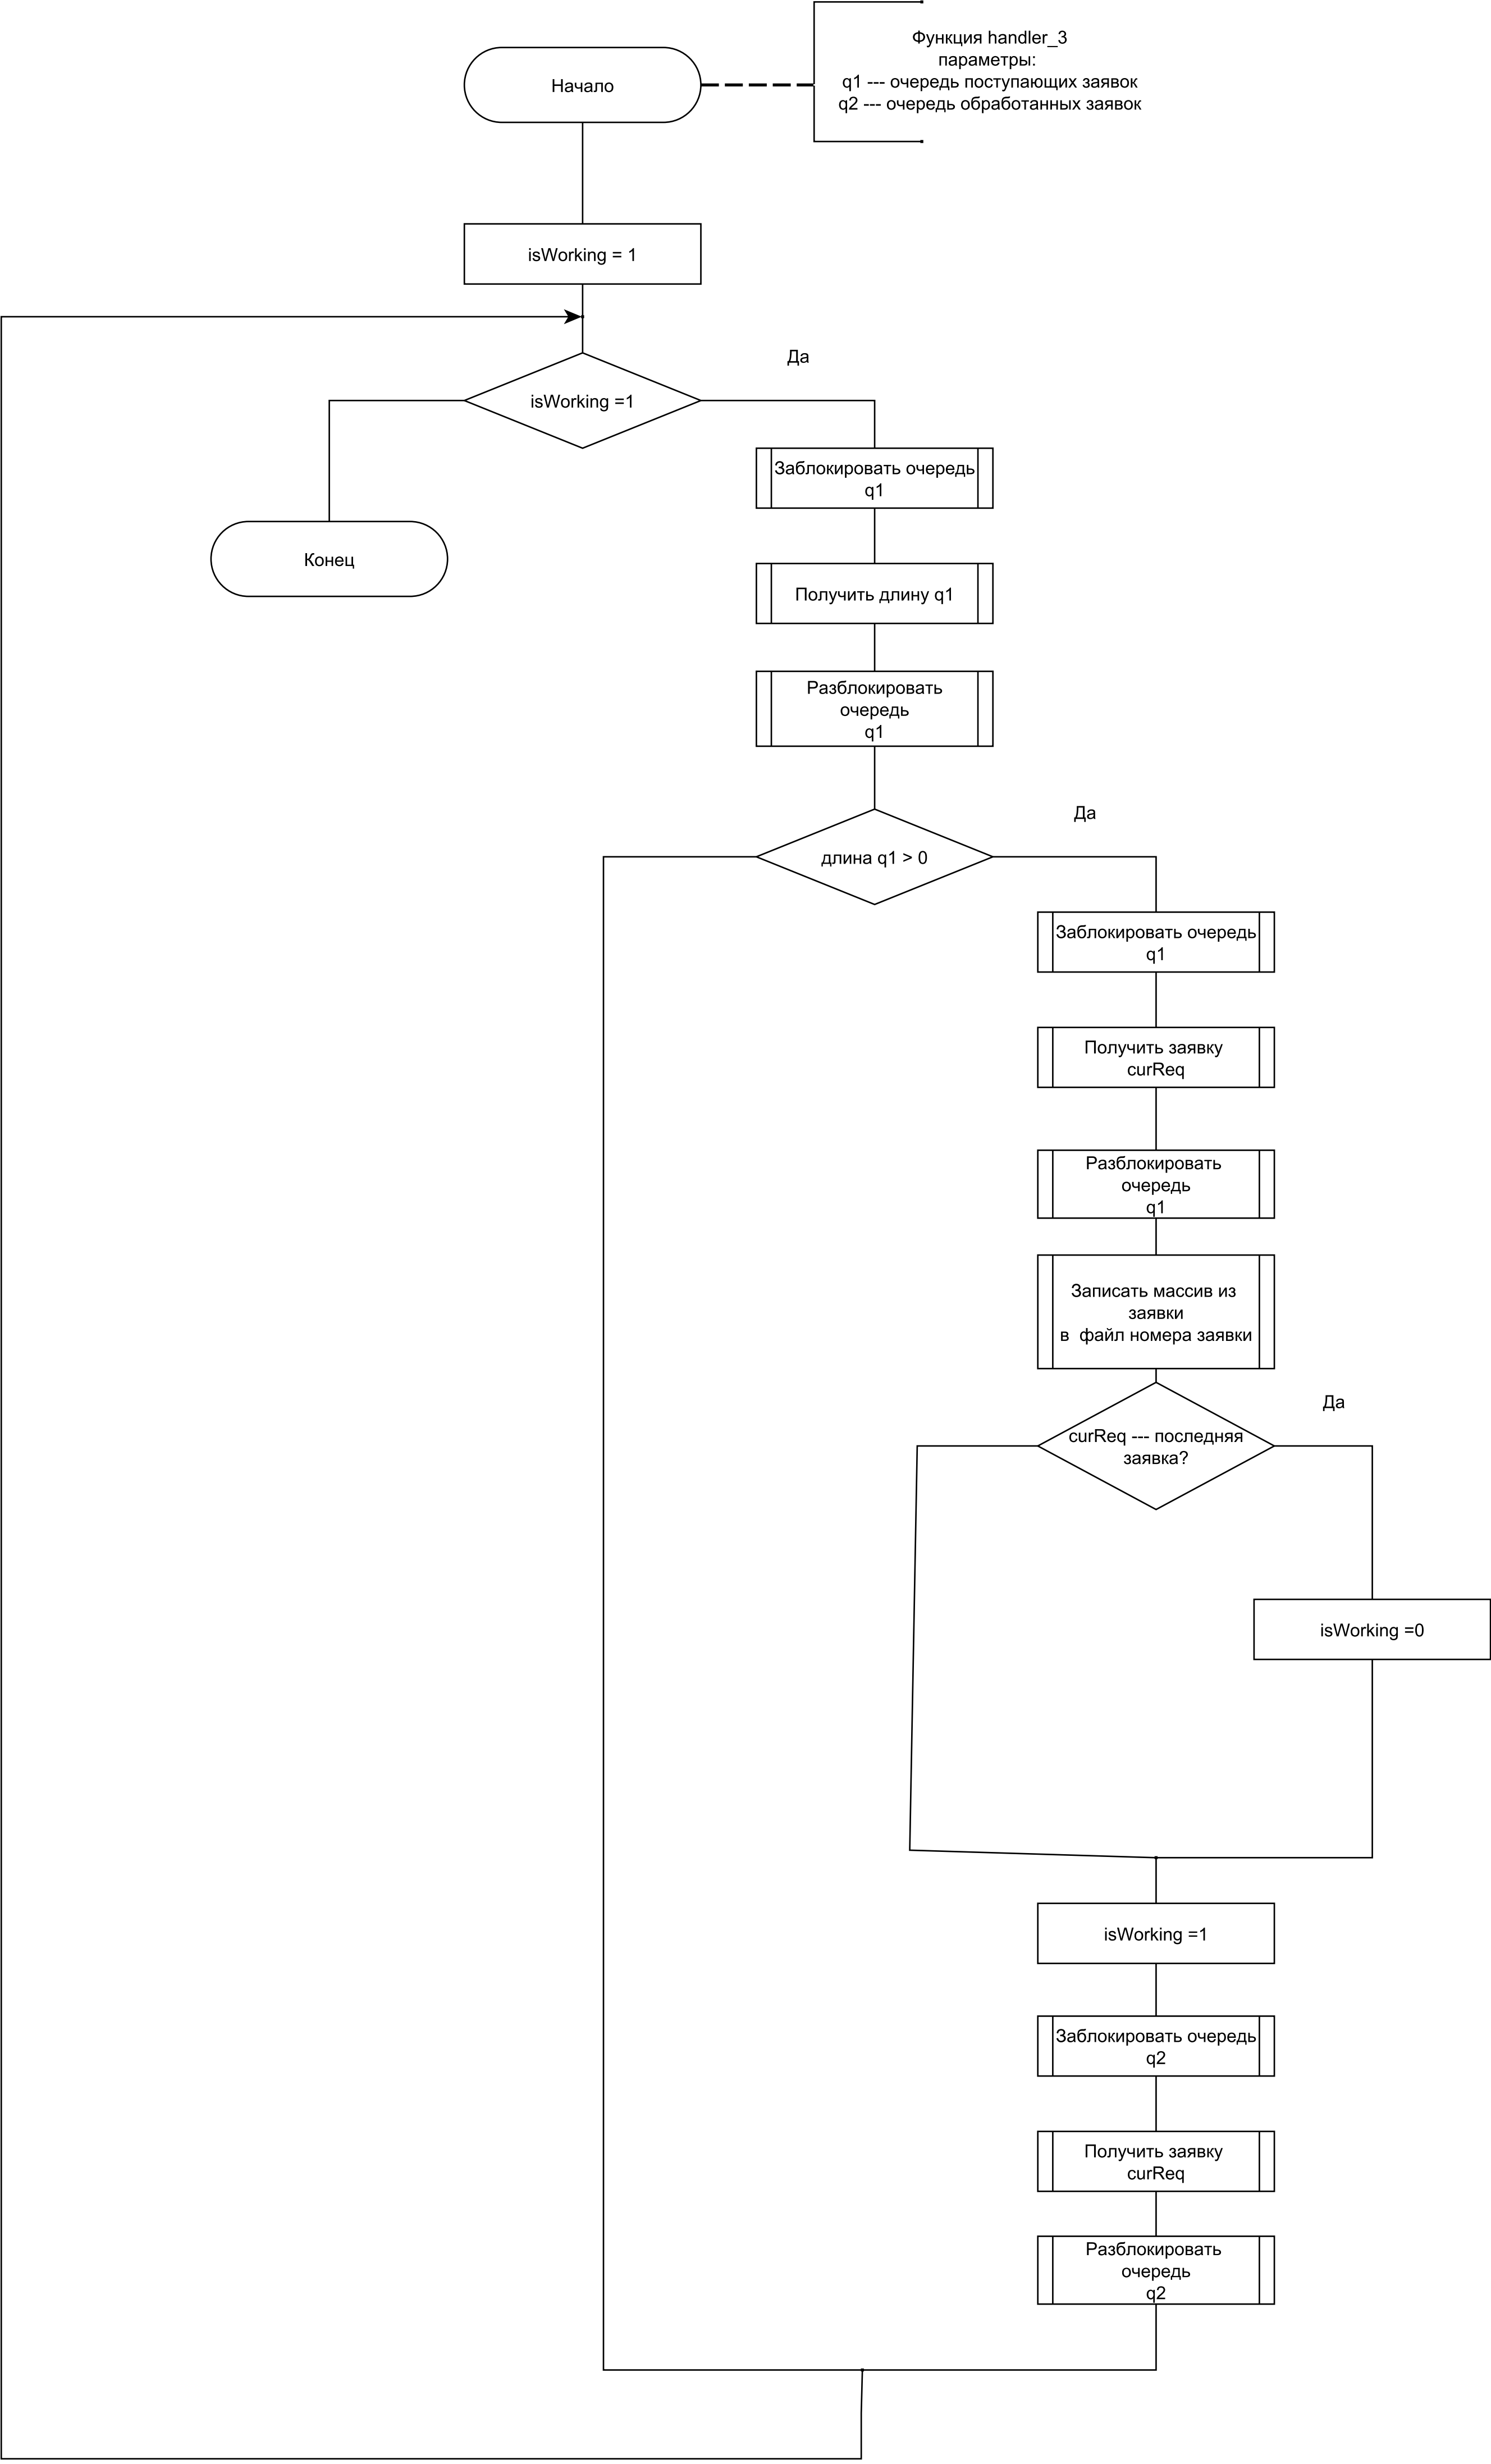 Функция handler_3
параметры:
q1 --- очередь поступающих заявок
q2 --- очередь обработанных заявок
Начало
isWorking = 1
Да
isWorking =1
Заблокировать очередь
q1
Конец
Получить длину q1
Разблокировать
очередь
q1
Да
длина q1 > 0
Заблокировать очередь
q1
Получить заявку
curReq
Разблокировать
очередь
q1
Записать массив из
заявки
в  файл номера заявки
Да
curReq --- последняя
заявка?
isWorking =0
isWorking =1
Заблокировать очередь
q2
Получить заявку
curReq
Разблокировать
очередь
q2